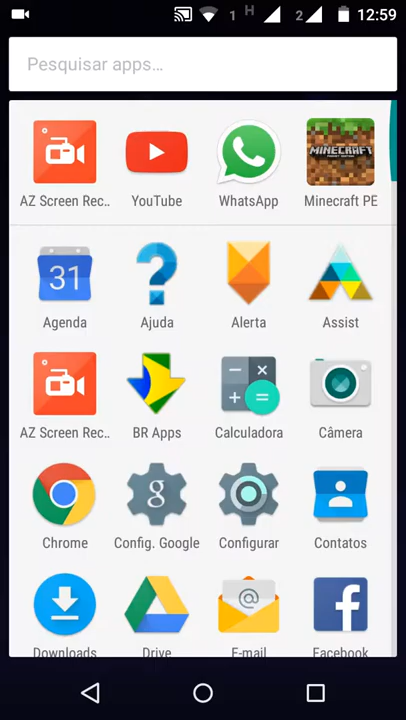 1 H 2 12:59
Pesquisar apps...
MINECRAFT
AZ Screen Rec.. YouTube WhatsApp Minecraft PE
31
Agenda Ajuda Alerta Assist
AZ Screen Rec.. BR Apps Calculadora Câmera
g
Chrome Config. Google Configurar Contatos
@ f
Downloads Drive E-mail Facebook